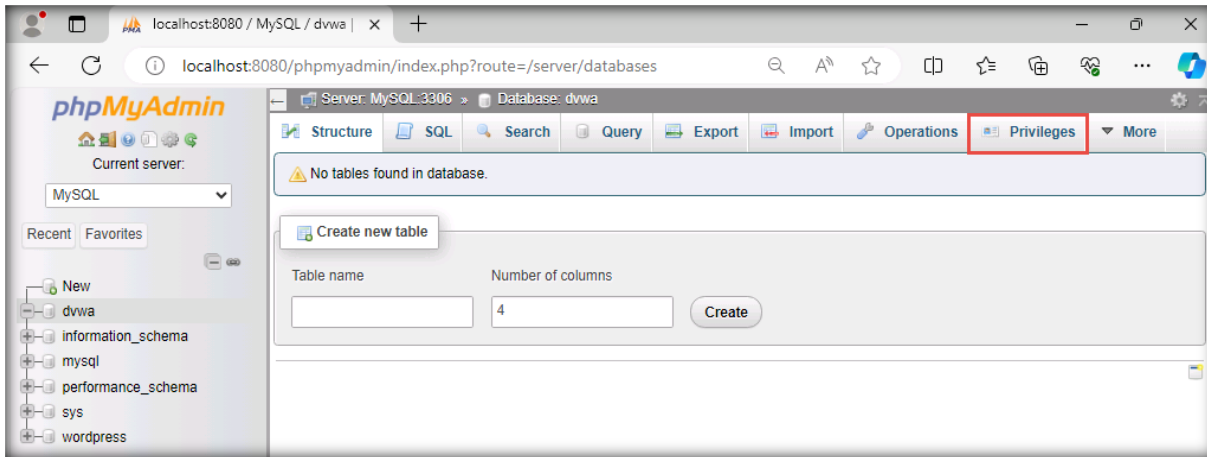 localhost:8080 / MySQL / dvwa |
localhost:8080/phpmyadmin/index.php?route=/server/databases
phpMyAdmin
Current server:
MySQL
Recent Favorites
New
dvwa
information_schema
mysql
performance_schema
sys
wordpress
Server: MySQL:3306 » Database: dvwa
Structure SQL Search Query Export Import Operations Privileges More
No tables found in database.
Create new table
Table name Number of columns
4 Create